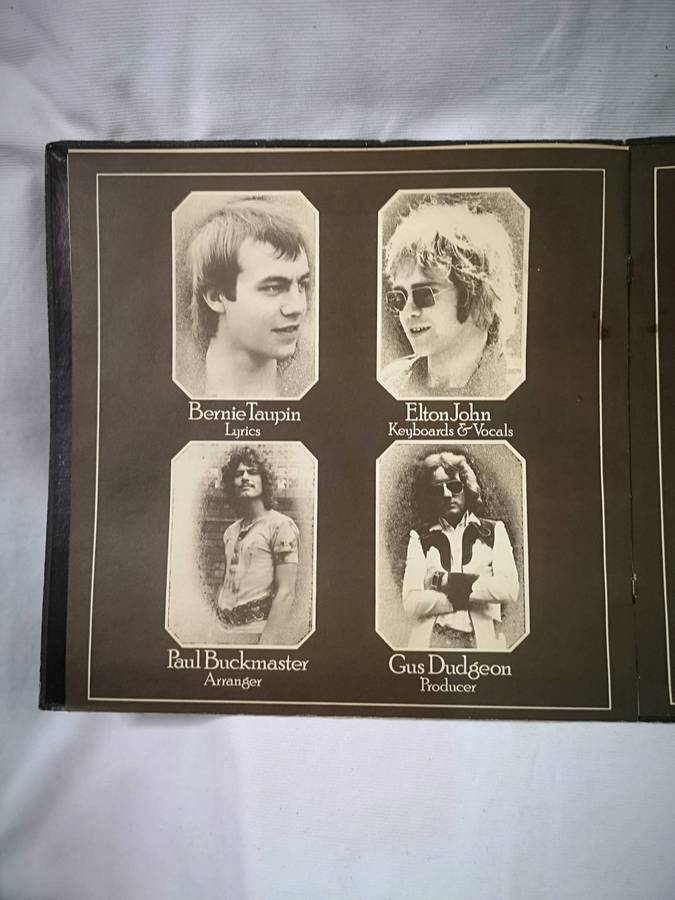 Bernie Taupin
Lyrics
Elton John
Keyboards & Vocals
Paul Buckmaster
Arranger
Gus Dudgeon
Producer